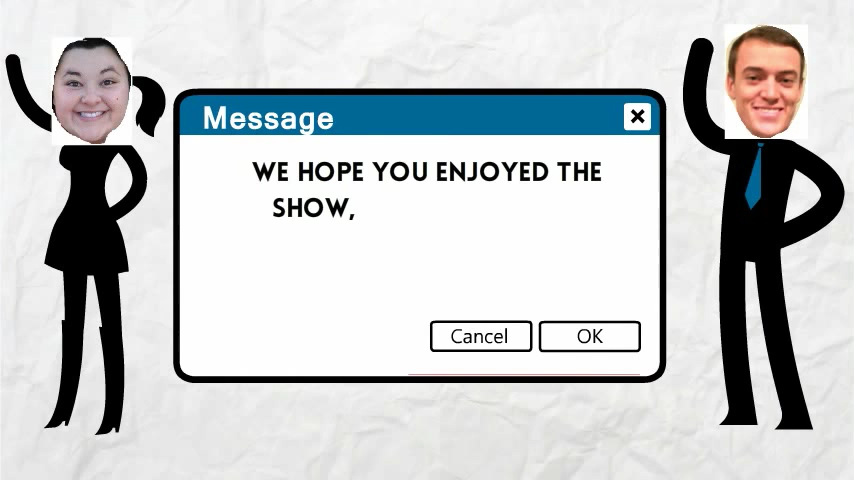 Message
WE HOPE YOU ENJOYED THE
SHOW,
Cancel
OK